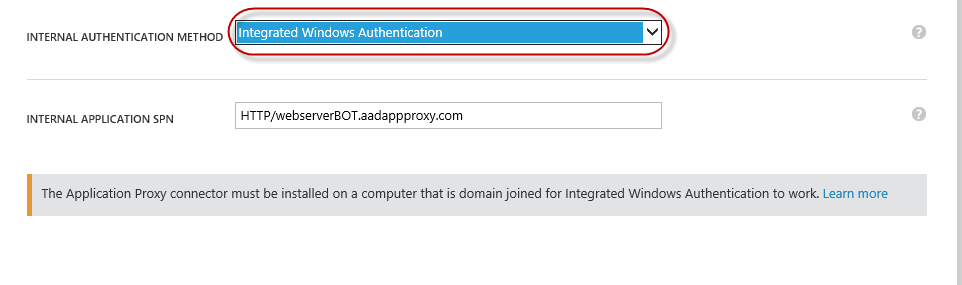 INTERNAL AUTHENTICATION METHOD Integrated Windows Authentication ?
INTERNAL APPLICATION SPN HTTP/webserverBOT.aadappproxy.com ?
The Application Proxy connector must be installed on a computer that is domain joined for Integrated Windows Authentication to work. Learn more